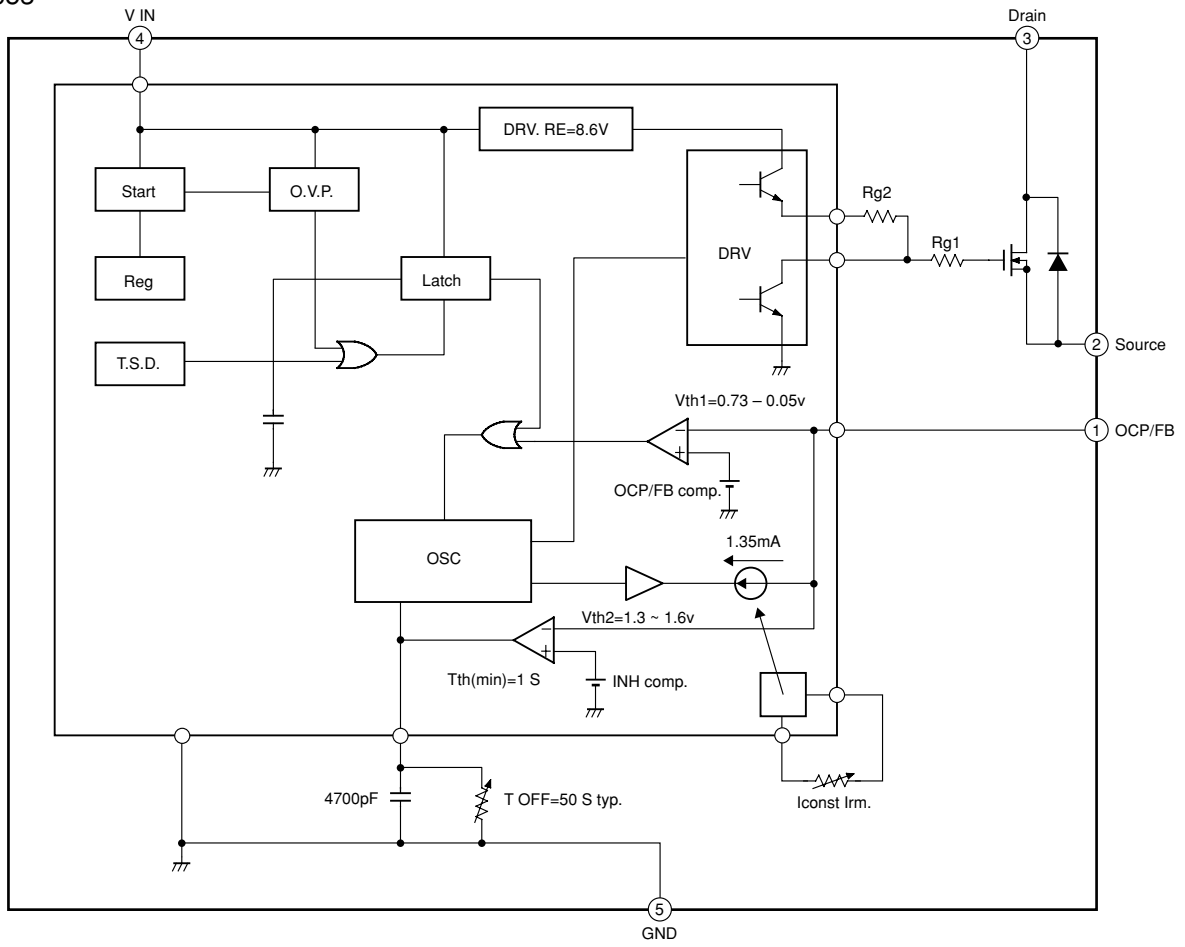 V IN
Drain
4
3
DRV. RE=8.6V
Start
O.V.P.
Rg2
DRV
Rg1
Reg
Latch
T.S.D.
2 Source
Vth1=0.73 – 0.05v
1 OCP/FB
OCP/FB comp.
1.35mA
OSC
Vth2=1.3 ~ 1.6v
Tth(min)=1 S
INH comp.
4700pF
T OFF=50 S typ.
Iconst Irm.
5
GND